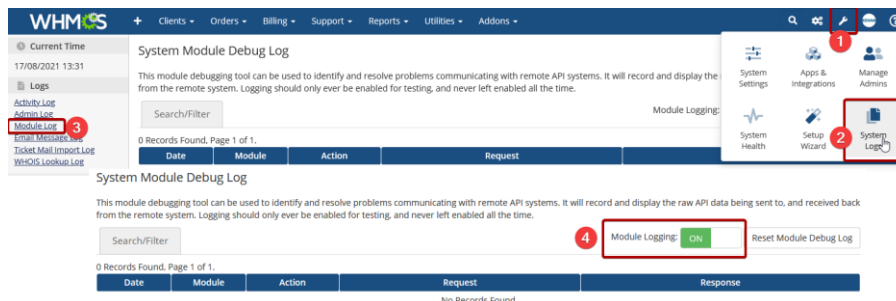 WHMCS
Clients Orders Billing Support Reports Utilities Addons
1
Current Time
17/08/2021 13:31
Logs
Activity Log
Admin Log
Module Log
3
Email Message Log
Ticket Mail Import Log
WHOIS Lookup Log
System Module Debug Log
This module debugging tool can be used to identify and resolve problems communicating with remote API systems. It will record and display the
from the remote system. Logging should only ever be enabled for testing, and never left enabled all the time.
Search/Filter
Module Logging:
0 Records Found, Page 1 of 1.
Date Module Action Request
System Settings
Apps & Integrations
Manage Admins
System Health
Setup Wizard
2
System Logs
System Module Debug Log
This module debugging tool can be used to identify and resolve problems communicating with remote API systems. It will record and display the raw API data being sent to, and received back
from the remote system. Logging should only ever be enabled for testing, and never left enabled all the time.
Search/Filter
4
Module Logging: ON
Reset Module Debug Log
0 Records Found, Page 1 of 1.
Date Module Action Request Response
No Records Found